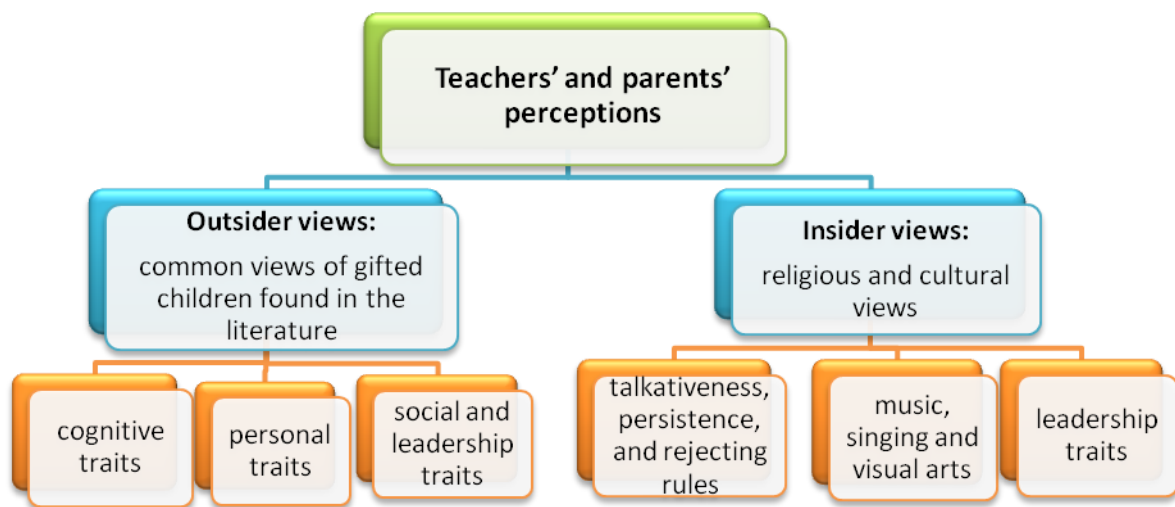 Teachers' and parents'
perceptions
Outsider views:
common views of gifted
children found in the
literature
Insider views:
religious and cultural
views
cognitive
traits
personal
traits
social and
leadership
traits
talkativeness,
persistence,
and rejecting
rules
music,
singing and
visual arts
leadership
traits